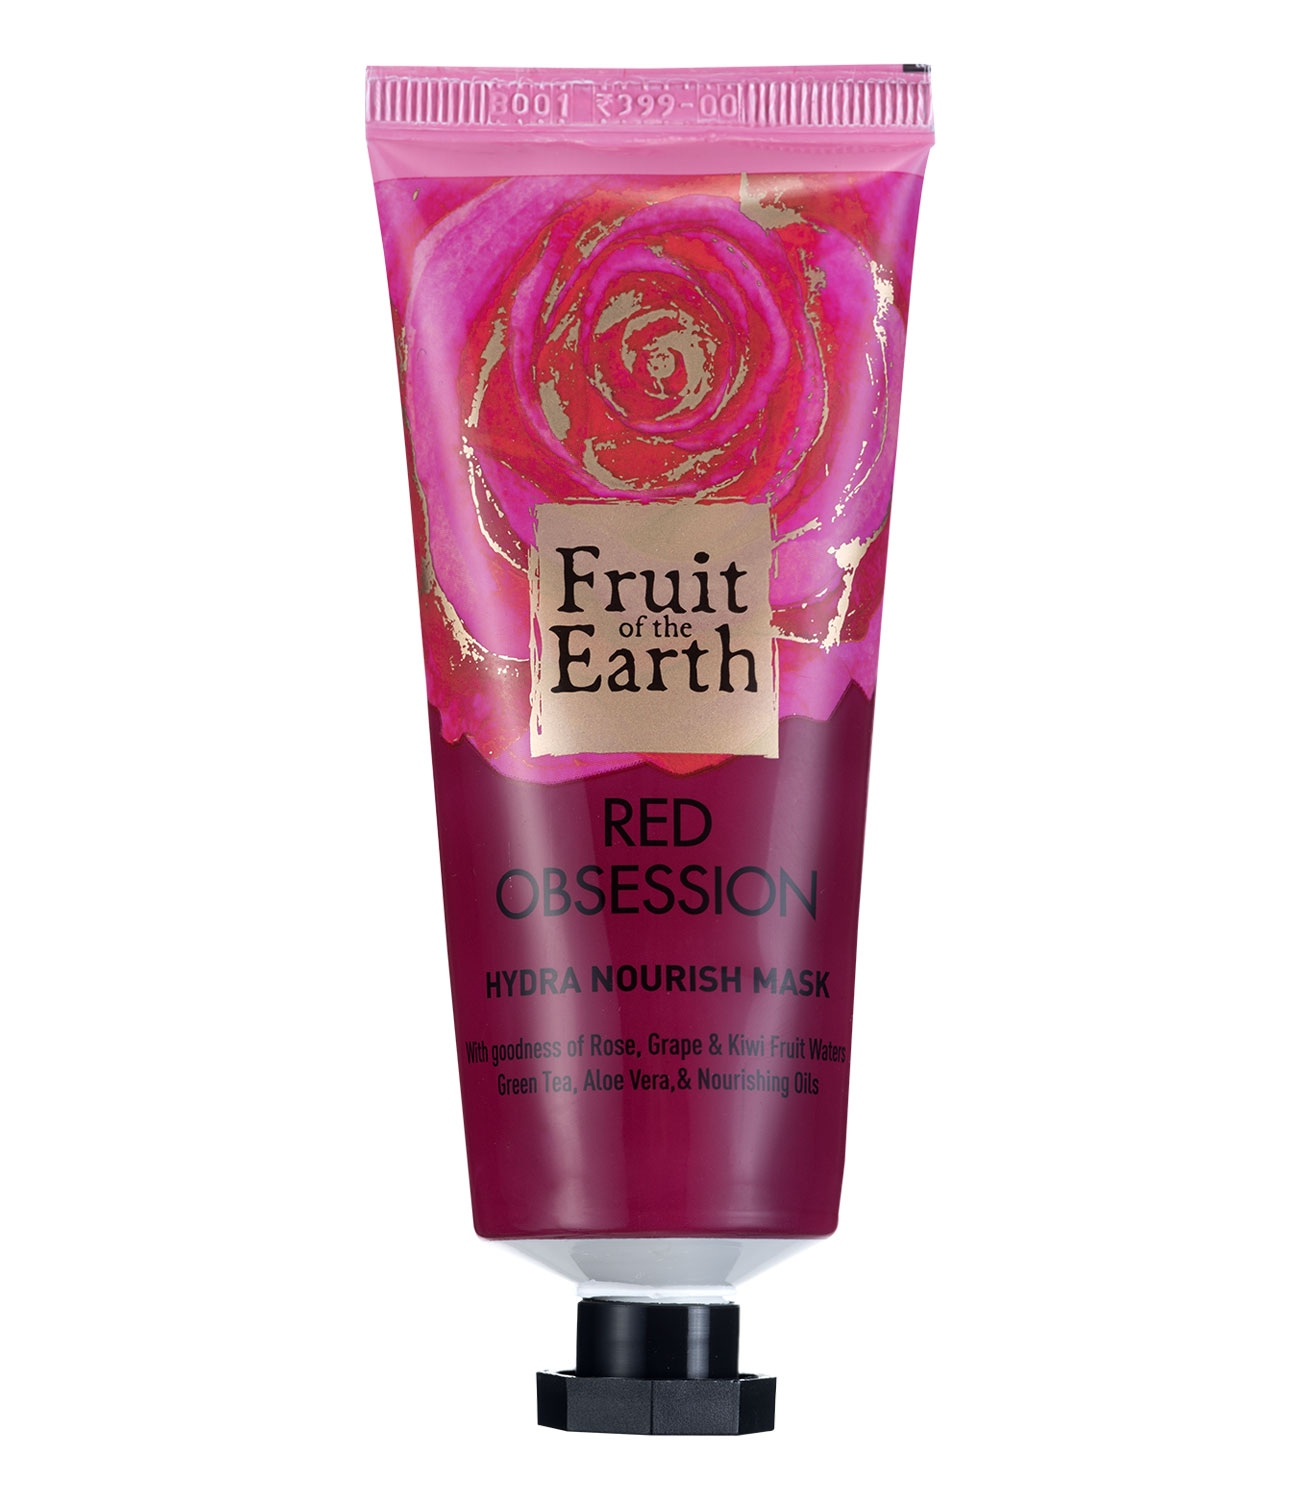 B001 ₹399-00
Fruit
of the
Earth
RED
OBSESSION
HYDRA NOURISH MASK
With goodness of Rose, Grape & Kiwi Fruit Waters
Green Tea, Aloe Vera,& Nourishing Oils